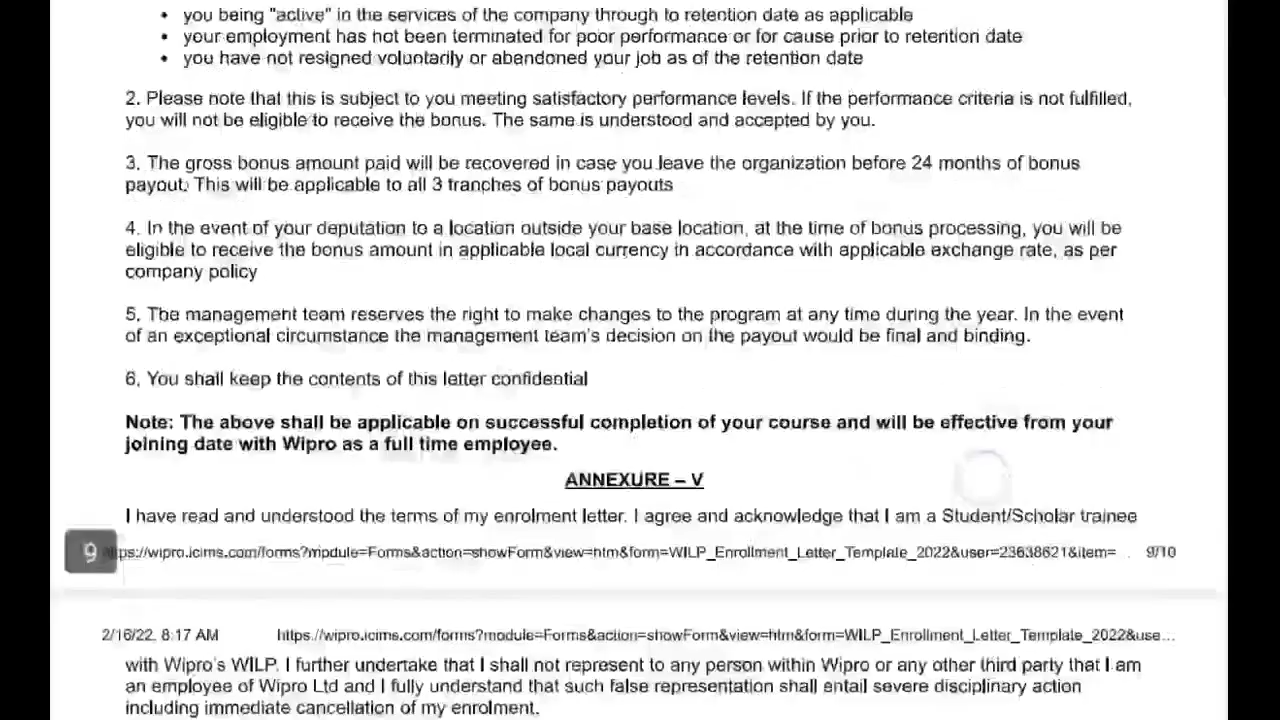 • you being "active" in the services of the company through to retention date as applicable
• your employment has not been terminated for poor performance or for cause prior to retention date
• you have not resigned voluntarily or abandoned your job as of the retention date
2. Please note that this is subject to you meeting satisfactory performance levels. If the performance criteria is not fulfilled,
you will not be eligible to receive the bonus. The same is understood and accepted by you.
3. The gross bonus amount paid will be recovered in case you leave the organization before 24 months of bonus
payout. This will be applicable to all 3 tranches of bonus payouts
4. In the event of your deputation to a location outside your base location, at the time of bonus processing, you will be
eligible to receive the bonus amount in applicable local currency in accordance with applicable exchange rate, as per
company policy
5. The management team reserves the right to make changes to the program at any time during the year. In the event
of an exceptional circumstance the management team's decision on the payout would be final and binding.
6. You shall keep the contents of this letter confidential
Note: The above shall be applicable on successful completion of your course and will be effective from your
joining date with Wipro as a full time employee.
ANNEXURE – V
I have read and understood the terms of my enrolment letter. I agree and acknowledge that I am a Student/Scholar trainee
9 ps://wipro.icims.com/forms?module=Forms&action=showForm&view=htm&form=WILP_Enrollment_Letter_Template_2022&user=23638621&item= . 9/10
2/16/22, 8:17 AM https://wipro.icims.com/forms?module=Forms&action=showForm&view=htm&form=WILP_Enrollment_Letter_Template_2022&use...
with Wipro's WILP. I further undertake that I shall not represent to any person within Wipro or any other third party that I am
an employee of Wipro Ltd and I fully understand that such false representation shall entail severe disciplinary action
including immediate cancellation of my enrolment.